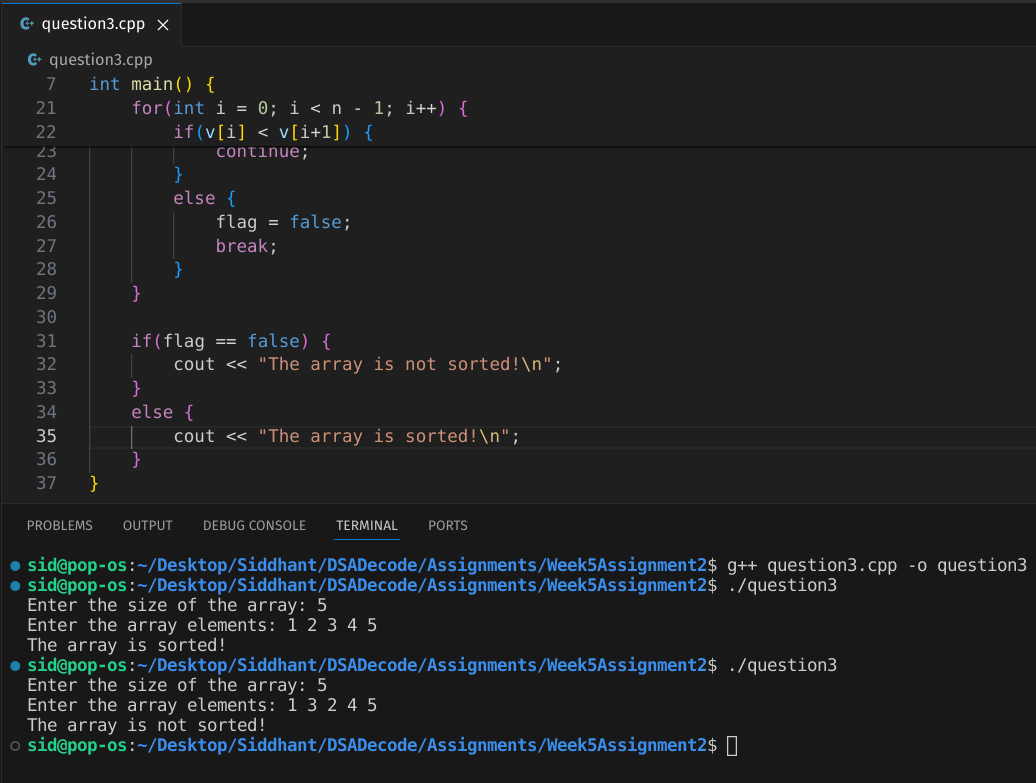 question3.cpp ×
question3.cpp
7 int main() {
21     for(int i = 0; i < n - 1; i++) {
22         if(v[i] < v[i+1]) {
23             continue;
24         }
25         else {
26             flag = false;
27             break;
28         }
29     }
30
31     if(flag == false) {
32         cout << "The array is not sorted!\n";
33     }
34     else {
35         cout << "The array is sorted!\n";
36     }
37 }
PROBLEMS OUTPUT DEBUG CONSOLE TERMINAL PORTS
sid@pop-os:~/Desktop/Siddhant/DSADecode/Assignments/Week5Assignment2$ g++ question3.cpp -o question3
sid@pop-os:~/Desktop/Siddhant/DSADecode/Assignments/Week5Assignment2$ ./question3
Enter the size of the array: 5
Enter the array elements: 1 2 3 4 5
The array is sorted!
sid@pop-os:~/Desktop/Siddhant/DSADecode/Assignments/Week5Assignment2$ ./question3
Enter the size of the array: 5
Enter the array elements: 1 3 2 4 5
The array is not sorted!
sid@pop-os:~/Desktop/Siddhant/DSADecode/Assignments/Week5Assignment2$